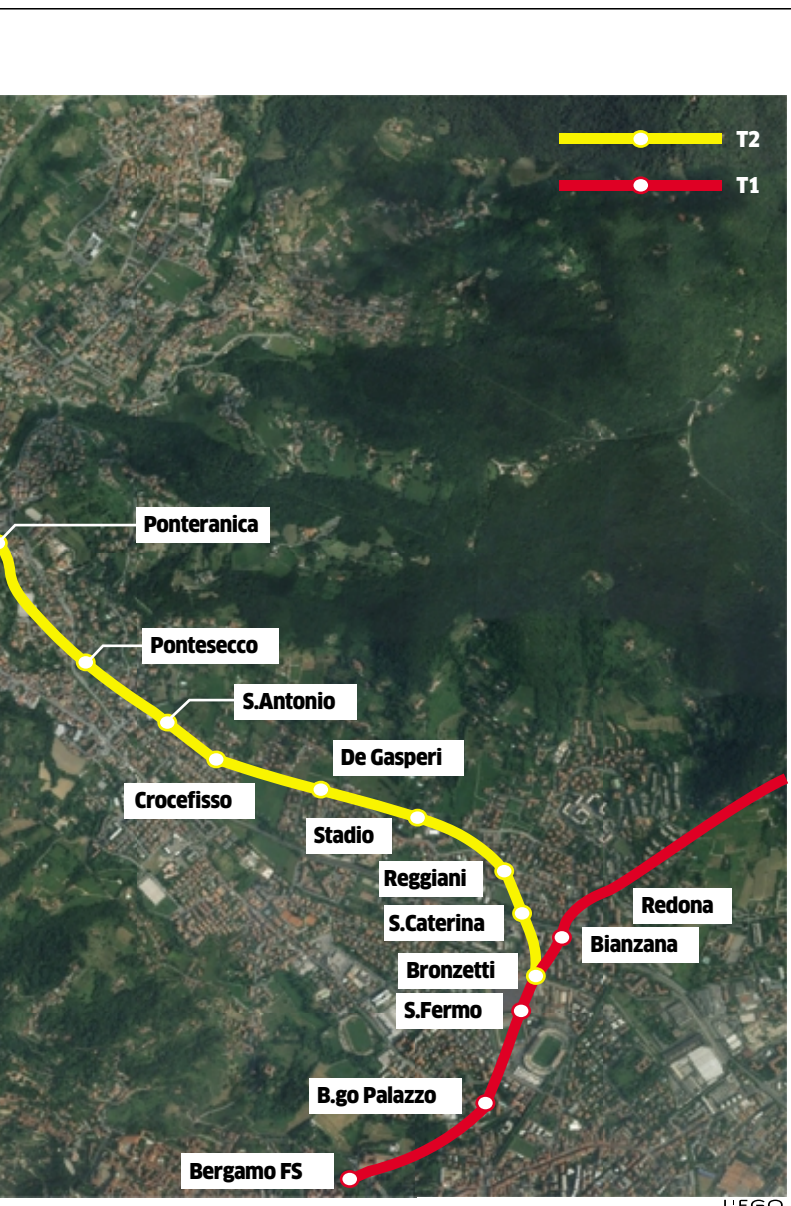 T2
T1
Ponteranica
Pontesecco
S.Antonio
De Gasperi
Crocefisso
Stadio
Reggiani
Redona
S.Caterina
Bianzana
Bronzetti
S.Fermo
B.go Palazzo
Bergamo FS